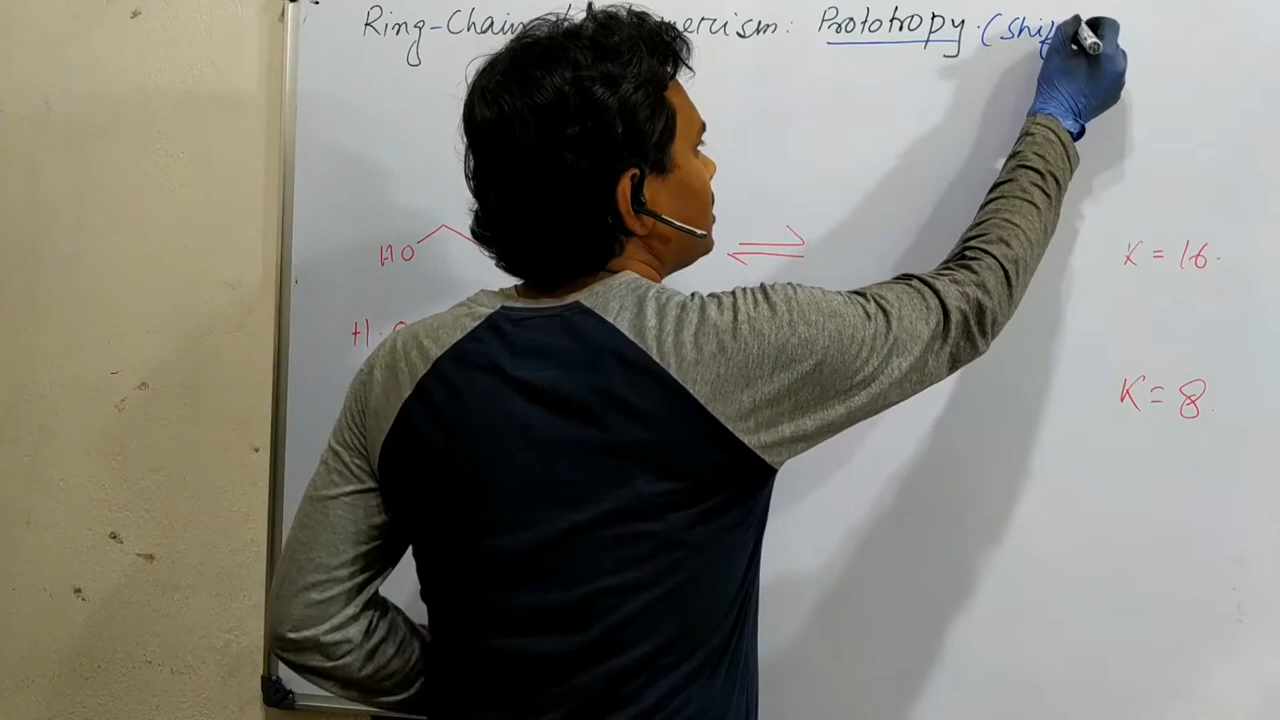 Ring-Chain merism: Prototropy. (Shif
HO ⇌ K = 16.
H
K = 8.